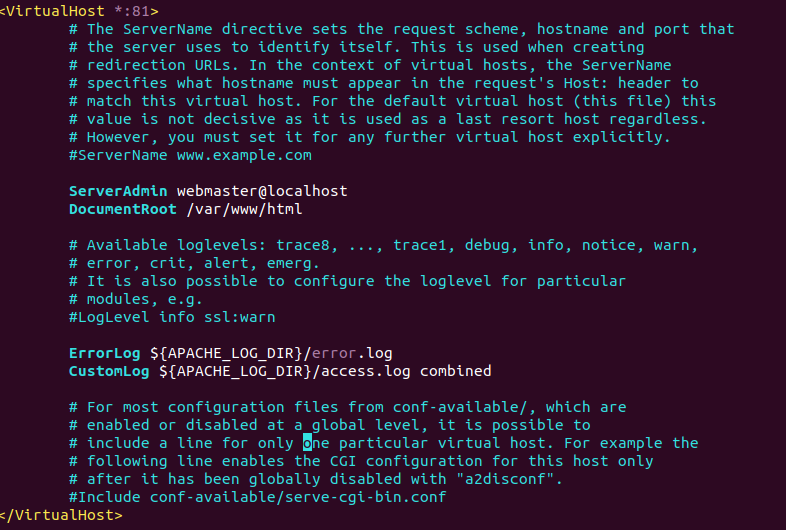 <VirtualHost *:81>
# The ServerName directive sets the request scheme, hostname and port that
# the server uses to identify itself. This is used when creating
# redirection URLs. In the context of virtual hosts, the ServerName
# specifies what hostname must appear in the request's Host: header to
# match this virtual host. For the default virtual host (this file) this
# value is not decisive as it is used as a last resort host regardless.
# However, you must set it for any further virtual host explicitly.
#ServerName www.example.com
ServerAdmin webmaster@localhost
DocumentRoot /var/www/html
# Available loglevels: trace8, ..., trace1, debug, info, notice, warn,
# error, crit, alert, emerg.
# It is also possible to configure the loglevel for particular
# modules, e.g.
#LogLevel info ssl:warn
ErrorLog ${APACHE_LOG_DIR}/error.log
CustomLog ${APACHE_LOG_DIR}/access.log combined
# For most configuration files from conf-available/, which are
# enabled or disabled at a global level, it is possible to
# include a line for only one particular virtual host. For example the
# following line enables the CGI configuration for this host only
# after it has been globally disabled with "a2disconf".
#Include conf-available/serve-cgi-bin.conf
</VirtualHost>